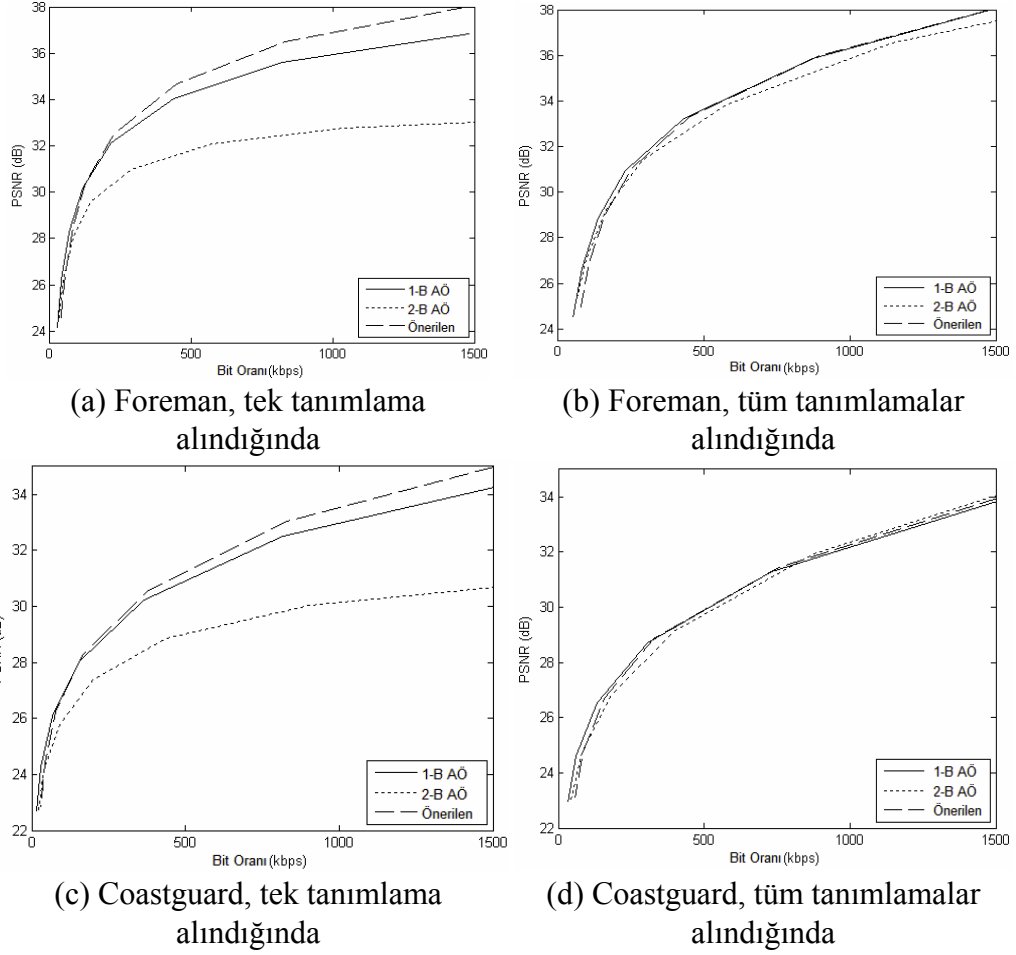 38
36
34
32
30
28
26
24
PSNR (dB)
0
500
1000
1500
Bit Oranı(kbps)
1-B AÖ
2-B AÖ
Önerilen
(a) Foreman, tek tanımlama
alındığında
38
36
34
32
30
28
26
24
PSNR (dB)
0
500
1000
1500
Bit Oranı(kbps)
1-B AÖ
2-B AÖ
Önerilen
(b) Foreman, tüm tanımlamalar
alındığında
34
32
30
28
26
24
22
0
500
1000
1500
Bit Oranı(kbps)
1-B AÖ
2-B AÖ
Önerilen
(c) Coastguard, tek tanımlama
alındığında
34
32
30
28
26
24
22
PSNR (dB)
0
500
1000
1500
Bit Oranı(kbps)
1-B AÖ
2-B AÖ
Önerilen
(d) Coastguard, tüm tanımlamalar
alındığında